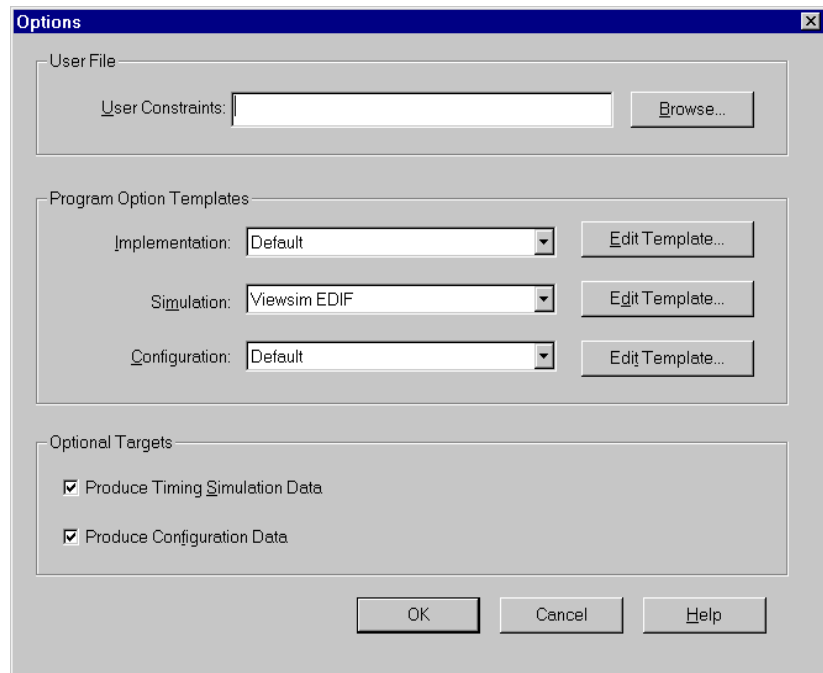 Options
User File
User Constraints:
Browse...
Program Option Templates
Implementation: Default Edit Template...
Simulation: Viewsim EDIF Edit Template...
Configuration: Default Edit Template...
Optional Targets
Produce Timing Simulation Data
Produce Configuration Data
OK Cancel Help